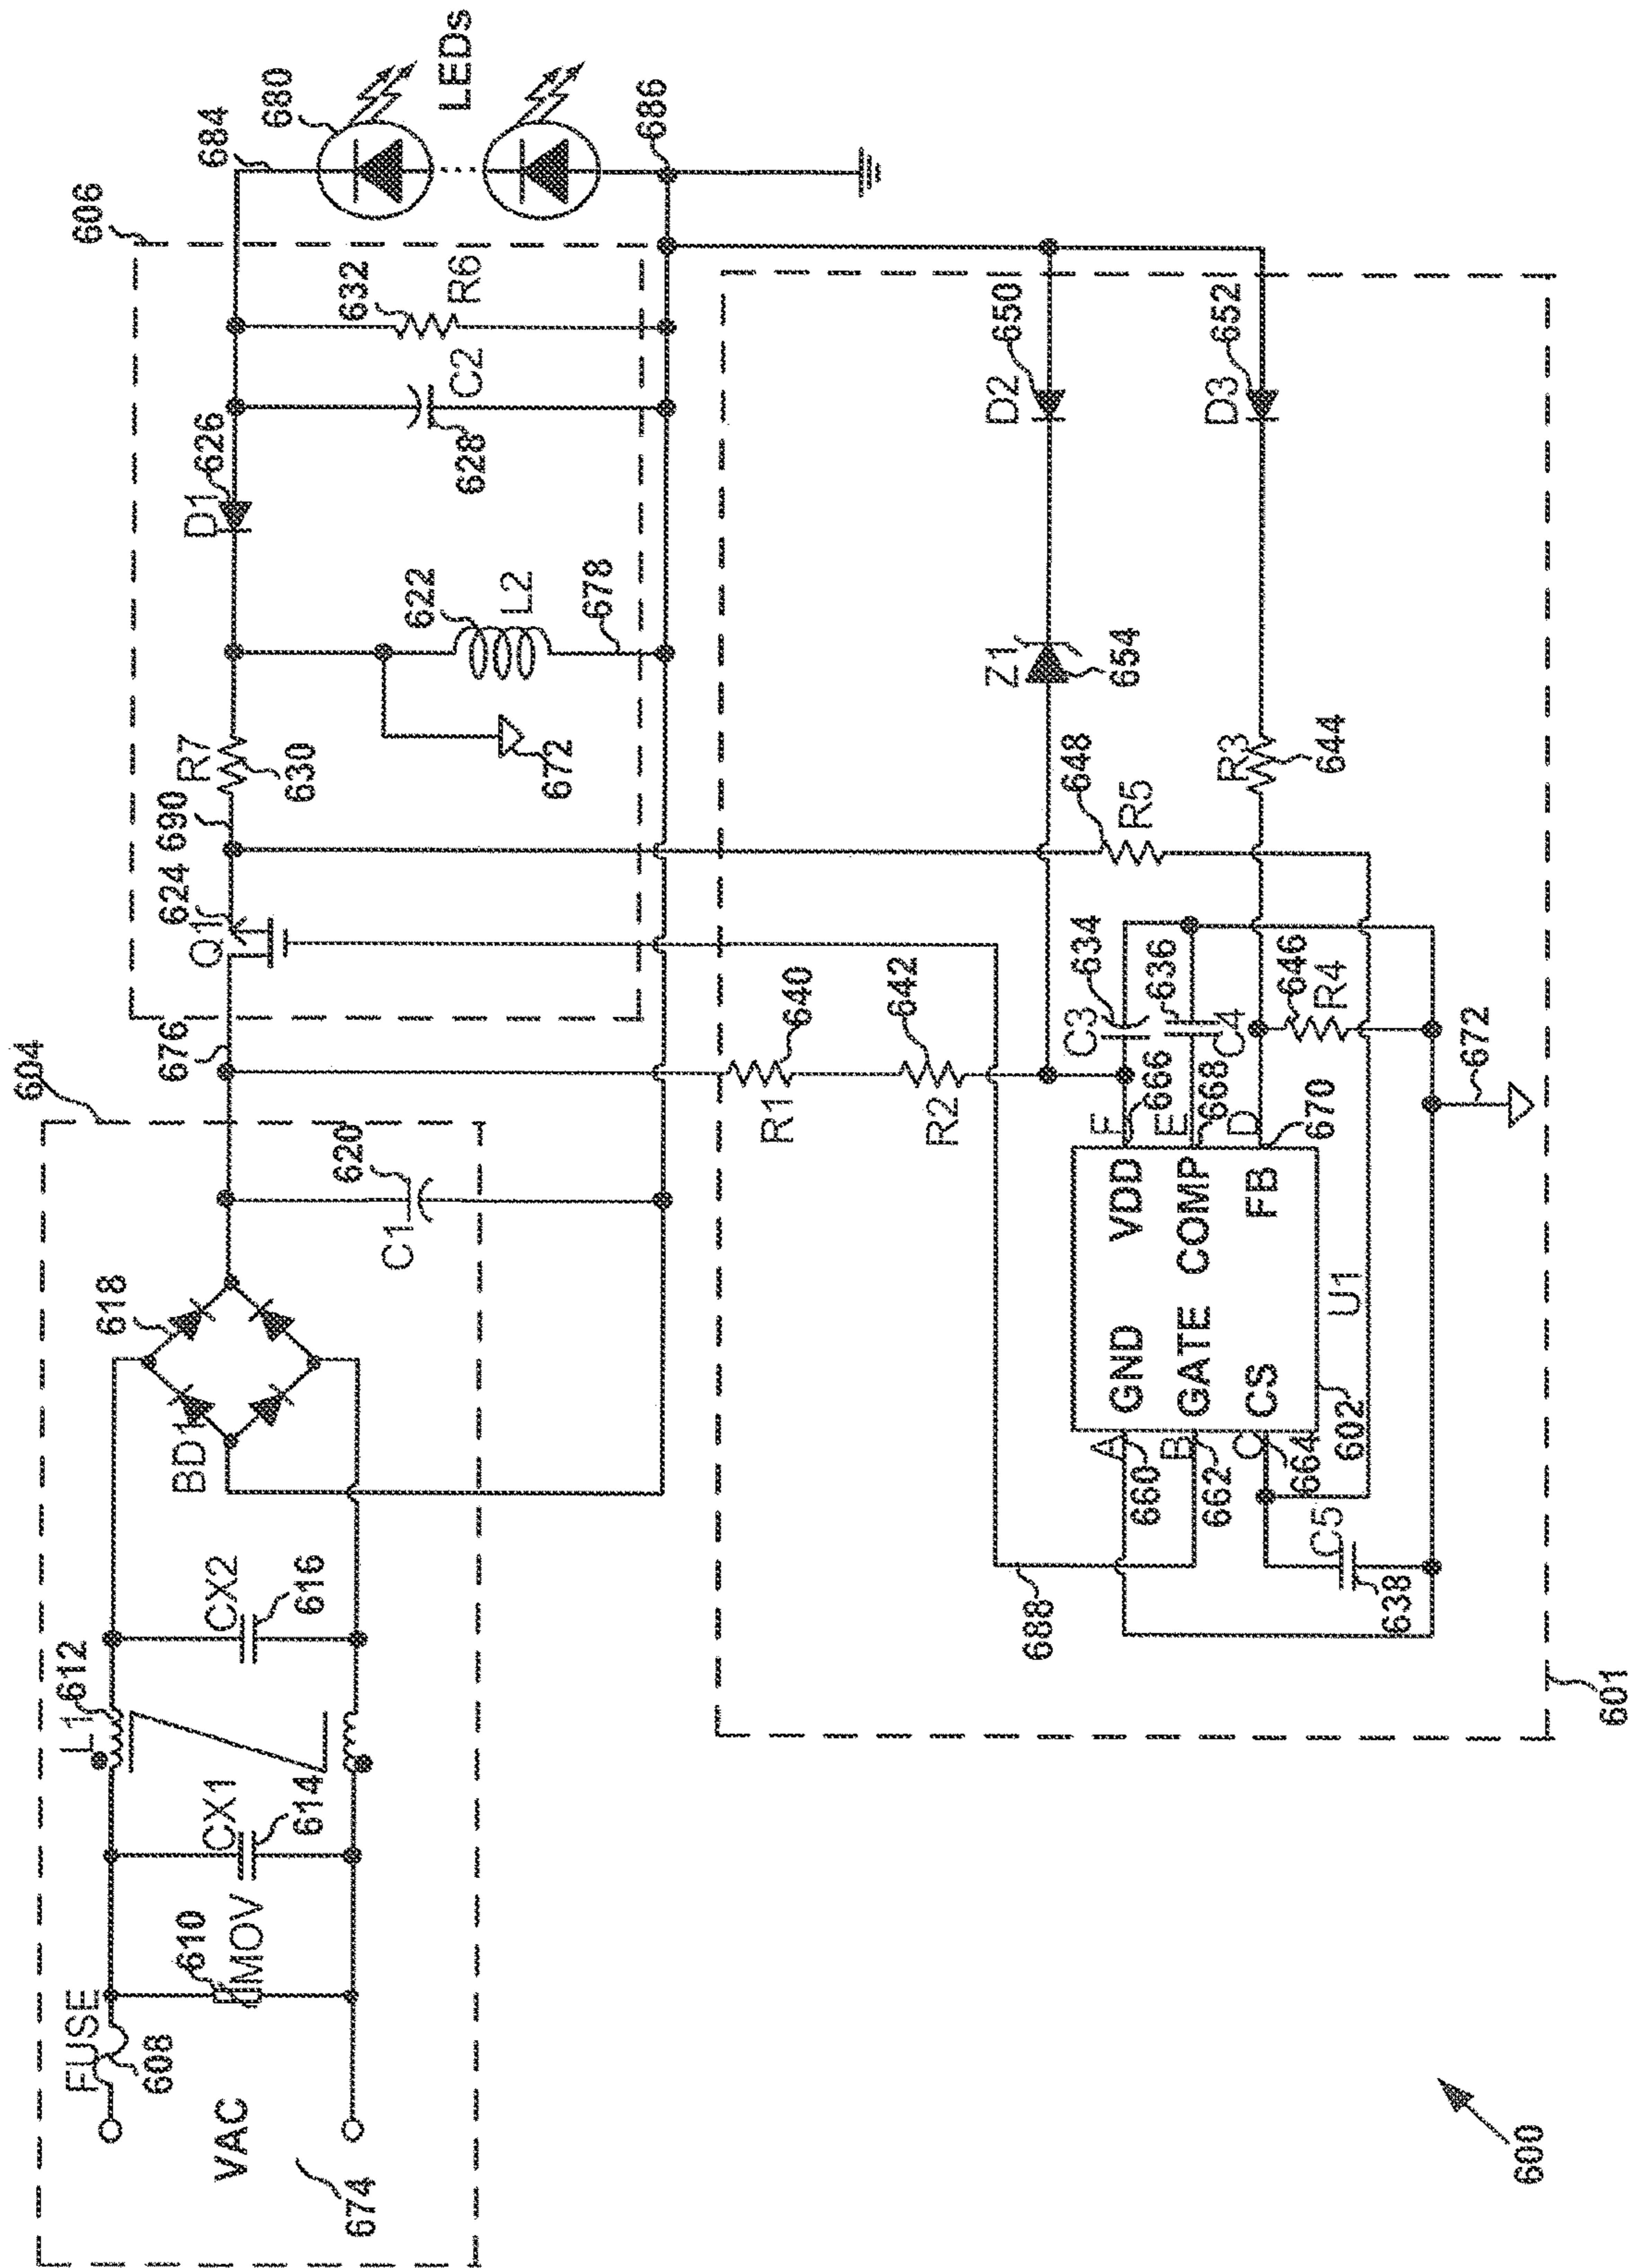 604
FUSE
608
VAC
674
610
MOV
CX1
614
L1
612
CX2
616
BD1
618
C1
620
676
606
Q1
624
690
R7
630
672
622
L2
678
D1
626
C2
628
632
R6
684
680
LEDs
686
R1
640
R2
642
688
648
R5
Z1
654
D2
650
D3
652
R3
644
C3
634
636
C4
646
R4
672
F
666
E
668
D
670
GND
VDD
GATE
COMP
CS
FB
U1
602
A
660
B
662
C
664
C5
638
601
600